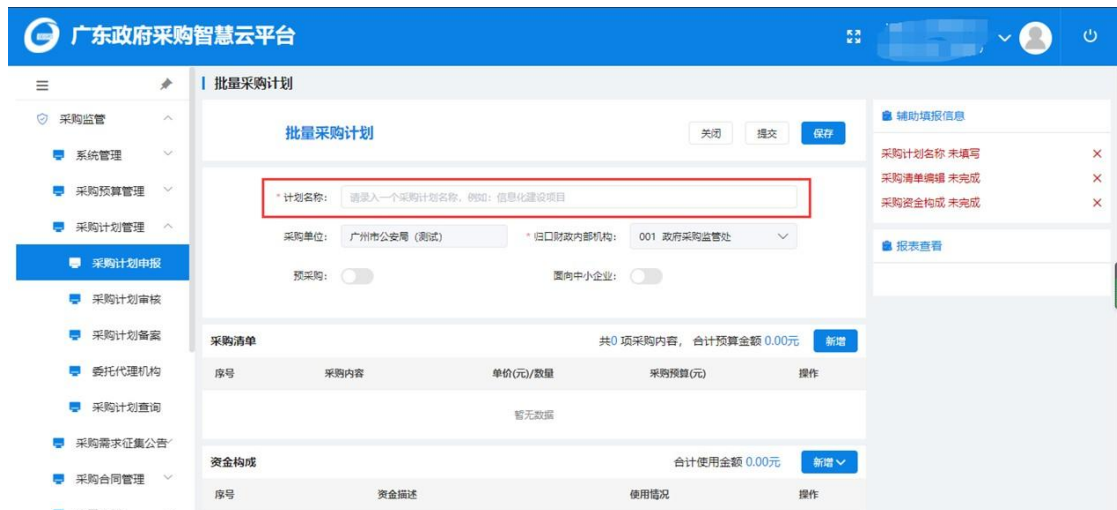 广东政府采购智慧云平台
采购监管
系统管理
采购预算管理
采购计划管理
采购计划申报
采购计划审核
采购计划备案
委托代理机构
采购计划查询
采购需求征集公告
采购合同管理
批量采购计划
批量采购计划
关闭 提交 保存
* 计划名称: 请录入一个采购计划名称，例如：信息化建设项目
采购单位: 广州市公安局（测试） * 归口财政内部机构: 001 政府采购监管处
预采购: 面向中小企业:
采购清单 共0 项采购内容， 合计预算金额 0.00元 新增
序号 采购内容 单价(元)/数量 采购预算(元) 操作
暂无数据
资金构成 合计使用金额 0.00元 新增
序号 资金描述 使用情况 操作
辅助填报信息
采购计划名称 未填写
采购清单编辑 未完成
采购资金构成 未完成
报表查看